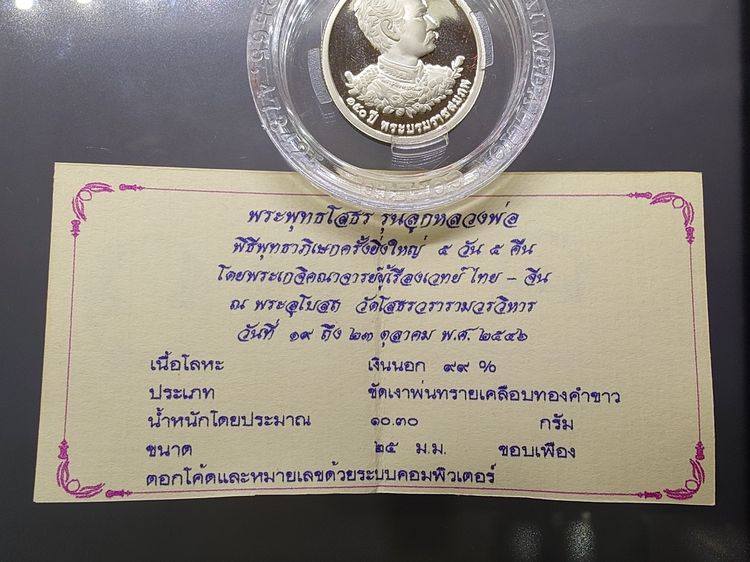 ๑๕๐ ปี พระบรมราชสมภพ
พระพุทธโสธร รุ่นลูกหลวงพ่อ
พิธีพุทธาภิเษกครั้งยิ่งใหญ่ ๕ วัน ๕ คืน
โดยพระเกจิคณาจารย์ผู้เรืองเวทย์ ไทย - จีน
ณ พระอุโบสถ วัดโสธรวรารามวรวิหาร
วันที่ ๑๙ ถึง ๒๓ ตุลาคม พ.ศ. ๒๕๔๖
เนื้อโลหะ เงินนอก ๙๙ %
ประเภท ขัดเงาพ่นทรายเคลือบทองคำขาว
น้ำหนักโดยประมาณ ๑๐.๓๐ กรัม
ขนาด ๒๕ ม.ม. ขอบเฟือง
ตอกโค้ดและหมายเลขด้วยระบบคอมพิวเตอร์